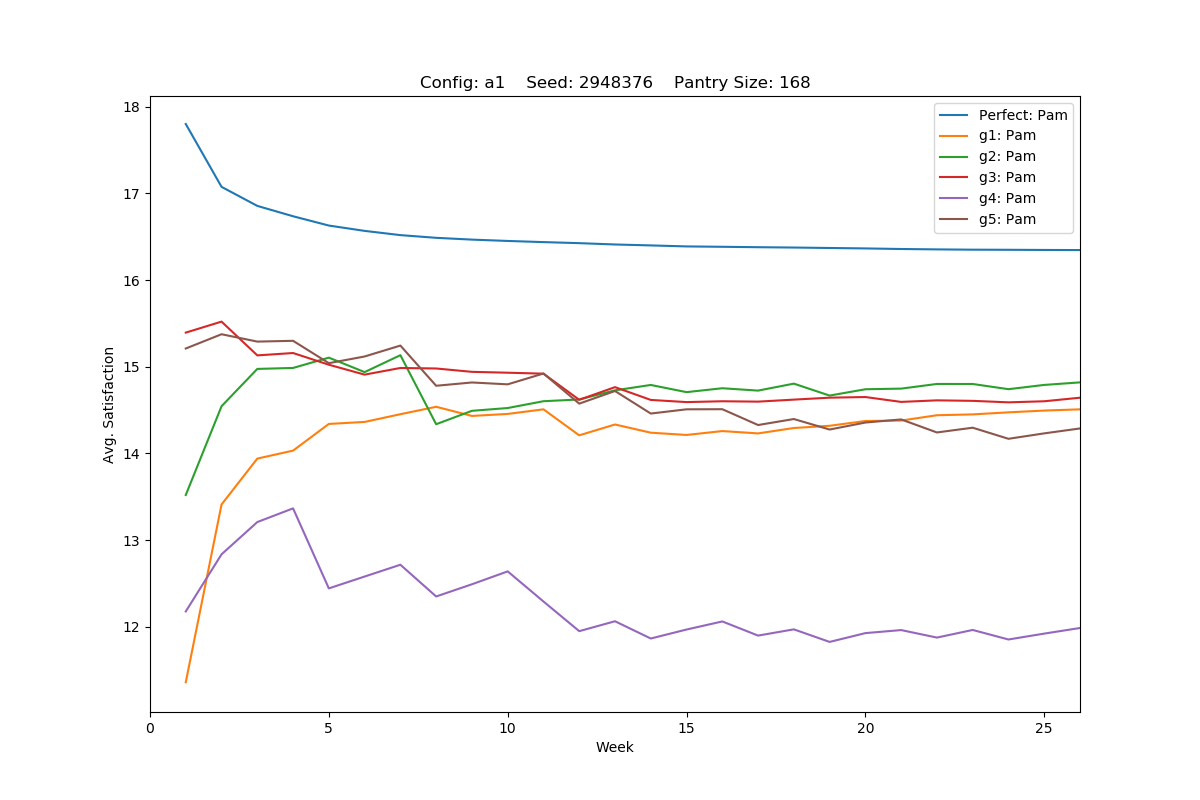 Config: a1    Seed: 2948376    Pantry Size: 168
18
17
16
15
14
13
12
Avg. Satisfaction
Perfect: Pam
g1: Pam
g2: Pam
g3: Pam
g4: Pam
g5: Pam
0 5 10 15 20 25
Week